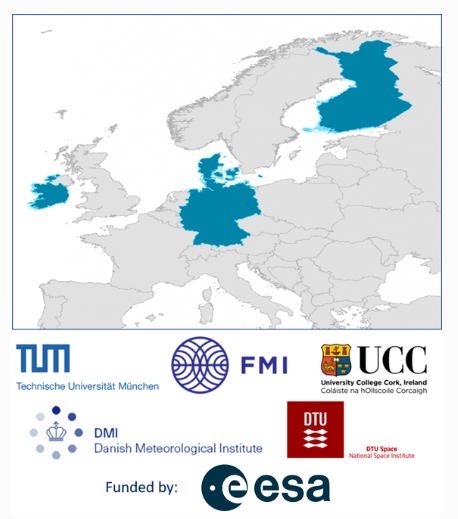 TUM
Technische Universität München
FMI
UCC
University College Cork, Ireland
Coláiste na hOllscoile Corcaigh
DMI
Danish Meteorological Institute
DTU
DTU Space
National Space Institute
Funded by:
esa